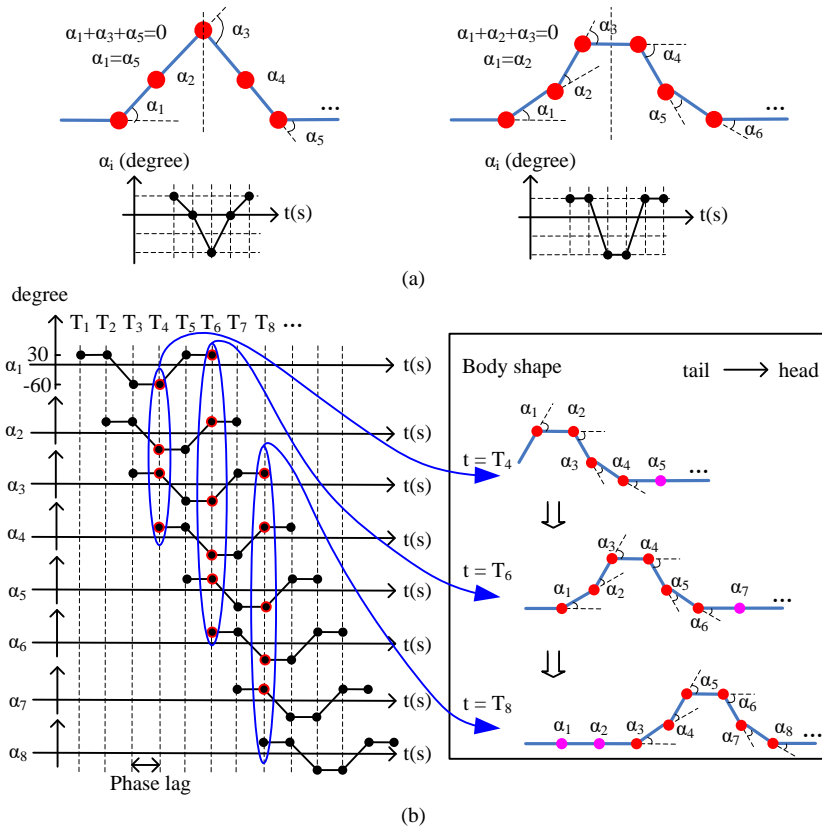 α₁+α₃+α₅=0
α₁=α₅
α₃
α₂
α₄
α₁
α₅
...
α₁+α₂+α₃=0
α₁=α₂
α₃
α₄
α₂
α₁
α₅
α₆
...
αᵢ (degree)
t(s)
αᵢ (degree)
t(s)
(a)
degree
T₁ T₂ T₃ T₄ T₅ T₆ T₇ T₈ ...
30
-60
α₁
t(s)
α₂
t(s)
α₃
t(s)
α₄
t(s)
α₅
t(s)
α₆
t(s)
α₇
t(s)
α₈
t(s)
Phase lag
Body shape
tail
head
t = T₄
α₁ α₂
α₃ α₄ α₅
...
t = T₆
α₃ α₄
α₁ α₂ α₅ α₆ α₇
...
t = T₈
α₅ α₆
α₁ α₂ α₃ α₄ α₇ α₈
...
(b)